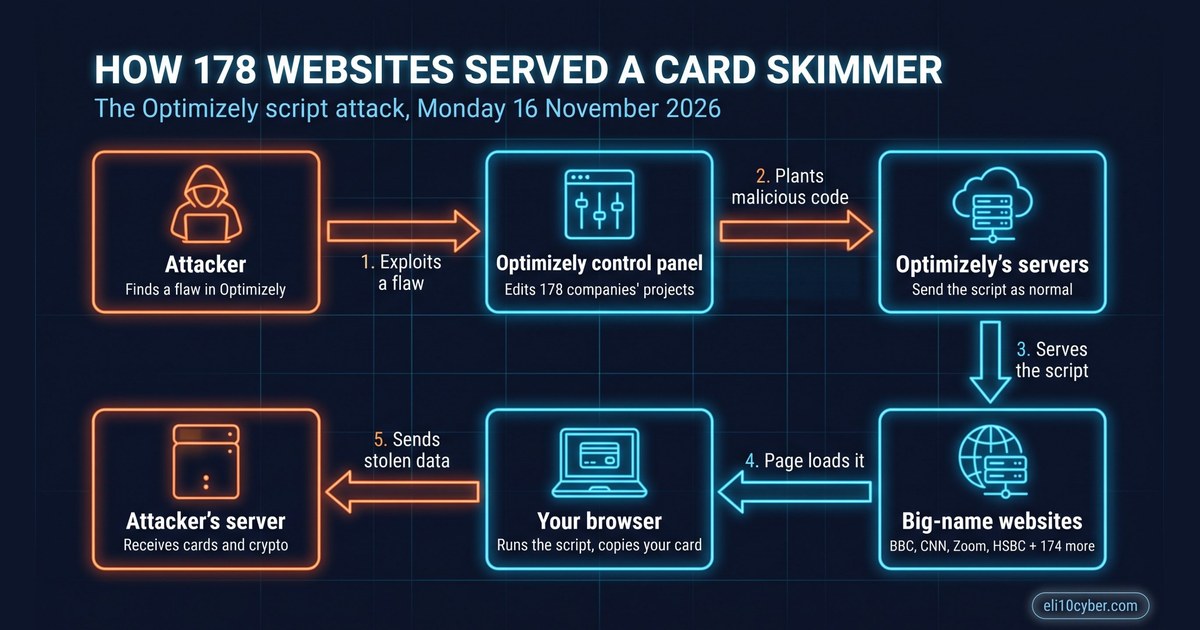 HOW 178 WEBSITES SERVED A CARD SKIMMER
The Optimizely script attack, Monday 16 November 2026
Attacker
Finds a flaw in Optimizely
1. Exploits
a flaw
Optimizely control panel
Edits 178 companies' projects
2. Plants
malicious code
Optimizely’s servers
Send the script as normal
3. Serves
the script
Big-name websites
BBC, CNN, Zoom, HSBC + 174 more
4. Page loads it
Your browser
Runs the script, copies your card
5. Sends
stolen data
Attacker’s server
Receives cards and crypto
eli10cyber.com